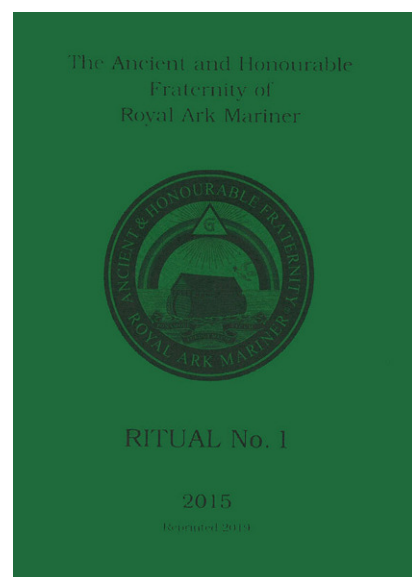 The Ancient and Honourable
Fraternity of
Royal Ark Mariner
ANCIENT & HONOURABLE FRATERNITY
G
ROYAL ARK MARINER
RITUAL No. 1
2015
Reprinted 2019